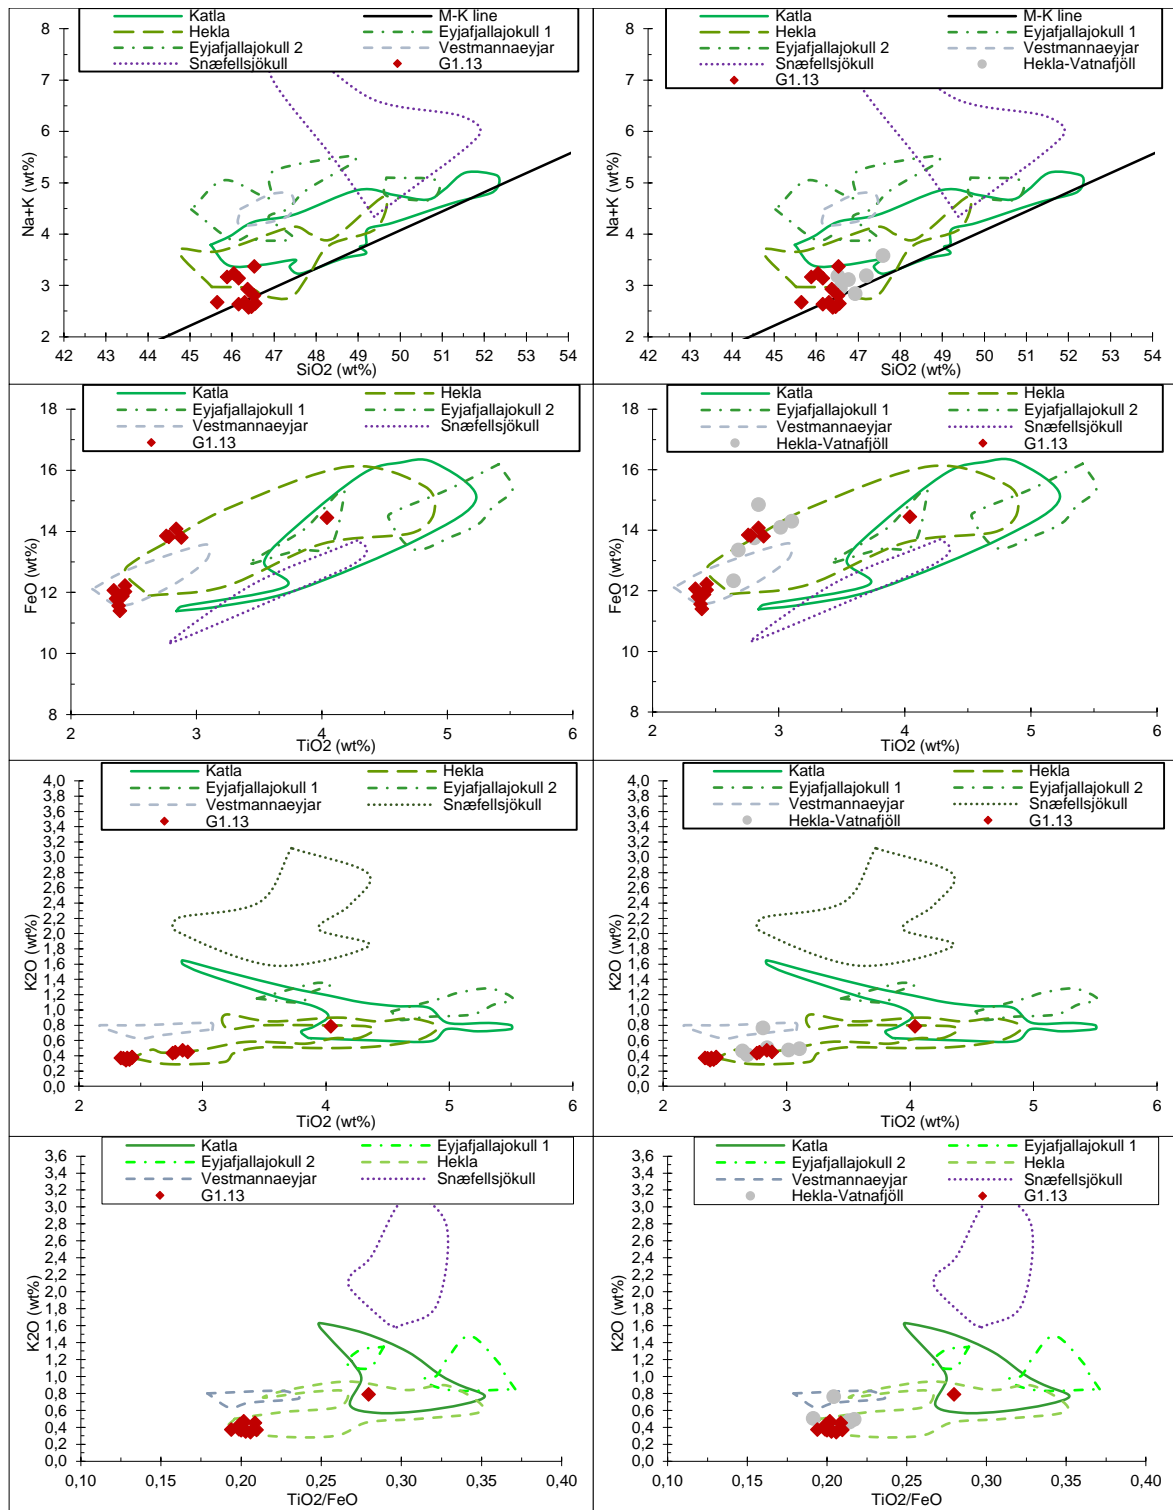 Katla M-K line
Hekla Eyjafjallajokull 1
Eyjafjallajokull 2 Vestmannaeyjar
Snæfellsjökull G1.13
8
7
6
5
4
3
2
Na+K (wt%)
42 43 44 45 46 47 48 49 50 51 52 53 54
SiO2 (wt%)
Katla M-K line
Hekla Eyjafjallajokull 1
Eyjafjallajokull 2 Vestmannaeyjar
Snæfellsjökull Hekla-Vatnafjöll
G1.13
8
7
6
5
4
3
2
Na+K (wt%)
42 43 44 45 46 47 48 49 50 51 52 53 54
SiO2 (wt%)
Katla Hekla
Eyjafjallajokull 1 Eyjafjallajokull 2
Vestmannaeyjar Snæfellsjökull
G1.13
18
16
14
12
10
8
FeO (wt%)
2 3 4 5 6
TiO2 (wt%)
Katla Hekla
Eyjafjallajokull 1 Eyjafjallajokull 2
Vestmannaeyjar Snæfellsjökull
Hekla-Vatnafjöll G1.13
18
16
14
12
10
8
FeO (wt%)
2 3 4 5 6
TiO2 (wt%)
Katla Hekla
Eyjafjallajokull 1 Eyjafjallajokull 2
Vestmannaeyjar Snæfellsjökull
G1.13
4,0
3,8
3,6
3,4
3,2
3,0
2,8
2,6
2,4
2,2
2,0
1,8
1,6
1,4
1,2
1,0
0,8
0,6
0,4
0,2
0,0
K2O (wt%)
2 3 4 5 6
TiO2 (wt%)
Katla Hekla
Eyjafjallajokull 1 Eyjafjallajokull 2
Vestmannaeyjar Snæfellsjökull
Hekla-Vatnafjöll G1.13
4,0
3,8
3,6
3,4
3,2
3,0
2,8
2,6
2,4
2,2
2,0
1,8
1,6
1,4
1,2
1,0
0,8
0,6
0,4
0,2
0,0
K2O (wt%)
2 3 4 5 6
TiO2 (wt%)
Katla Eyjafjallajokull 1
Eyjafjallajokull 2 Hekla
Vestmannaeyjar Snæfellsjökull
G1.13
3,6
3,4
3,2
3,0
2,8
2,6
2,4
2,2
2,0
1,8
1,6
1,4
1,2
1,0
0,8
0,6
0,4
0,2
0,0
K2O (wt%)
0,10 0,15 0,20 0,25 0,30 0,35 0,40
TiO2/FeO
Katla Eyjafjallajokull 1
Eyjafjallajokull 2 Hekla
Vestmannaeyjar Snæfellsjökull
Hekla-Vatnafjöll G1.13
3,6
3,4
3,2
3,0
2,8
2,6
2,4
2,2
2,0
1,8
1,6
1,4
1,2
1,0
0,8
0,6
0,4
0,2
0,0
K2O (wt%)
0,10 0,15 0,20 0,25 0,30 0,35 0,40
TiO2/FeO